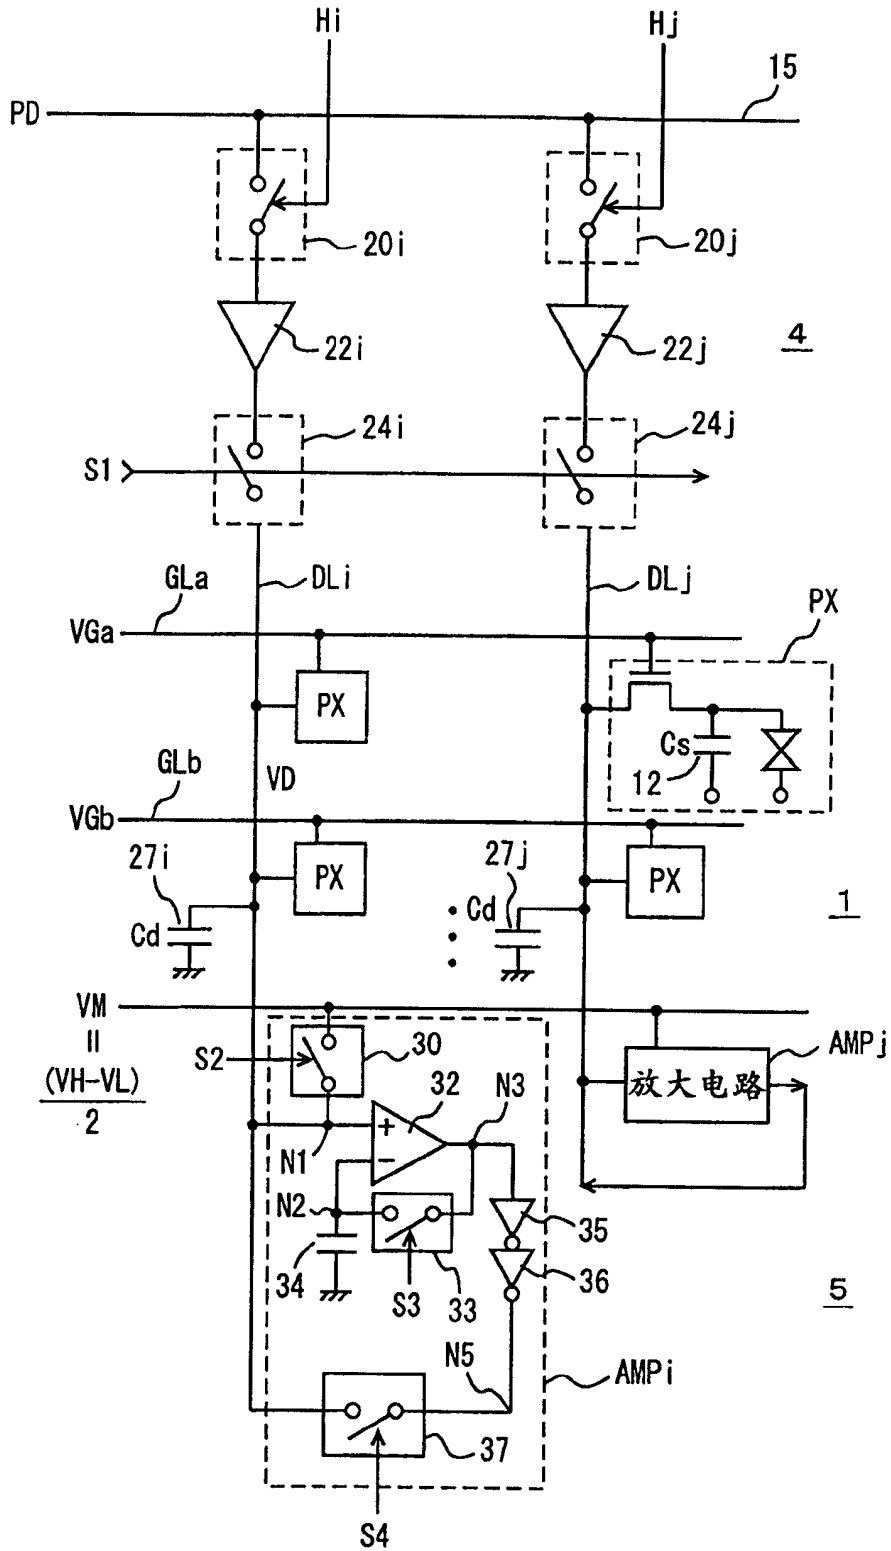 Hi
Hj
15
PD
20i
20j
22i
22j
4
24i
24j
S1
DLi
DLj
GLa
VGa
PX
PX
Cs
12
GLb
VD
VGb
27i
27j
PX
PX
Cd
Cd
1
VM
=
(VH-VL)
2
S2
30
AMPj
放大电路
32
N3
+
-
N1
N2
35
34
S3
33
36
5
N5
AMPi
37
S4